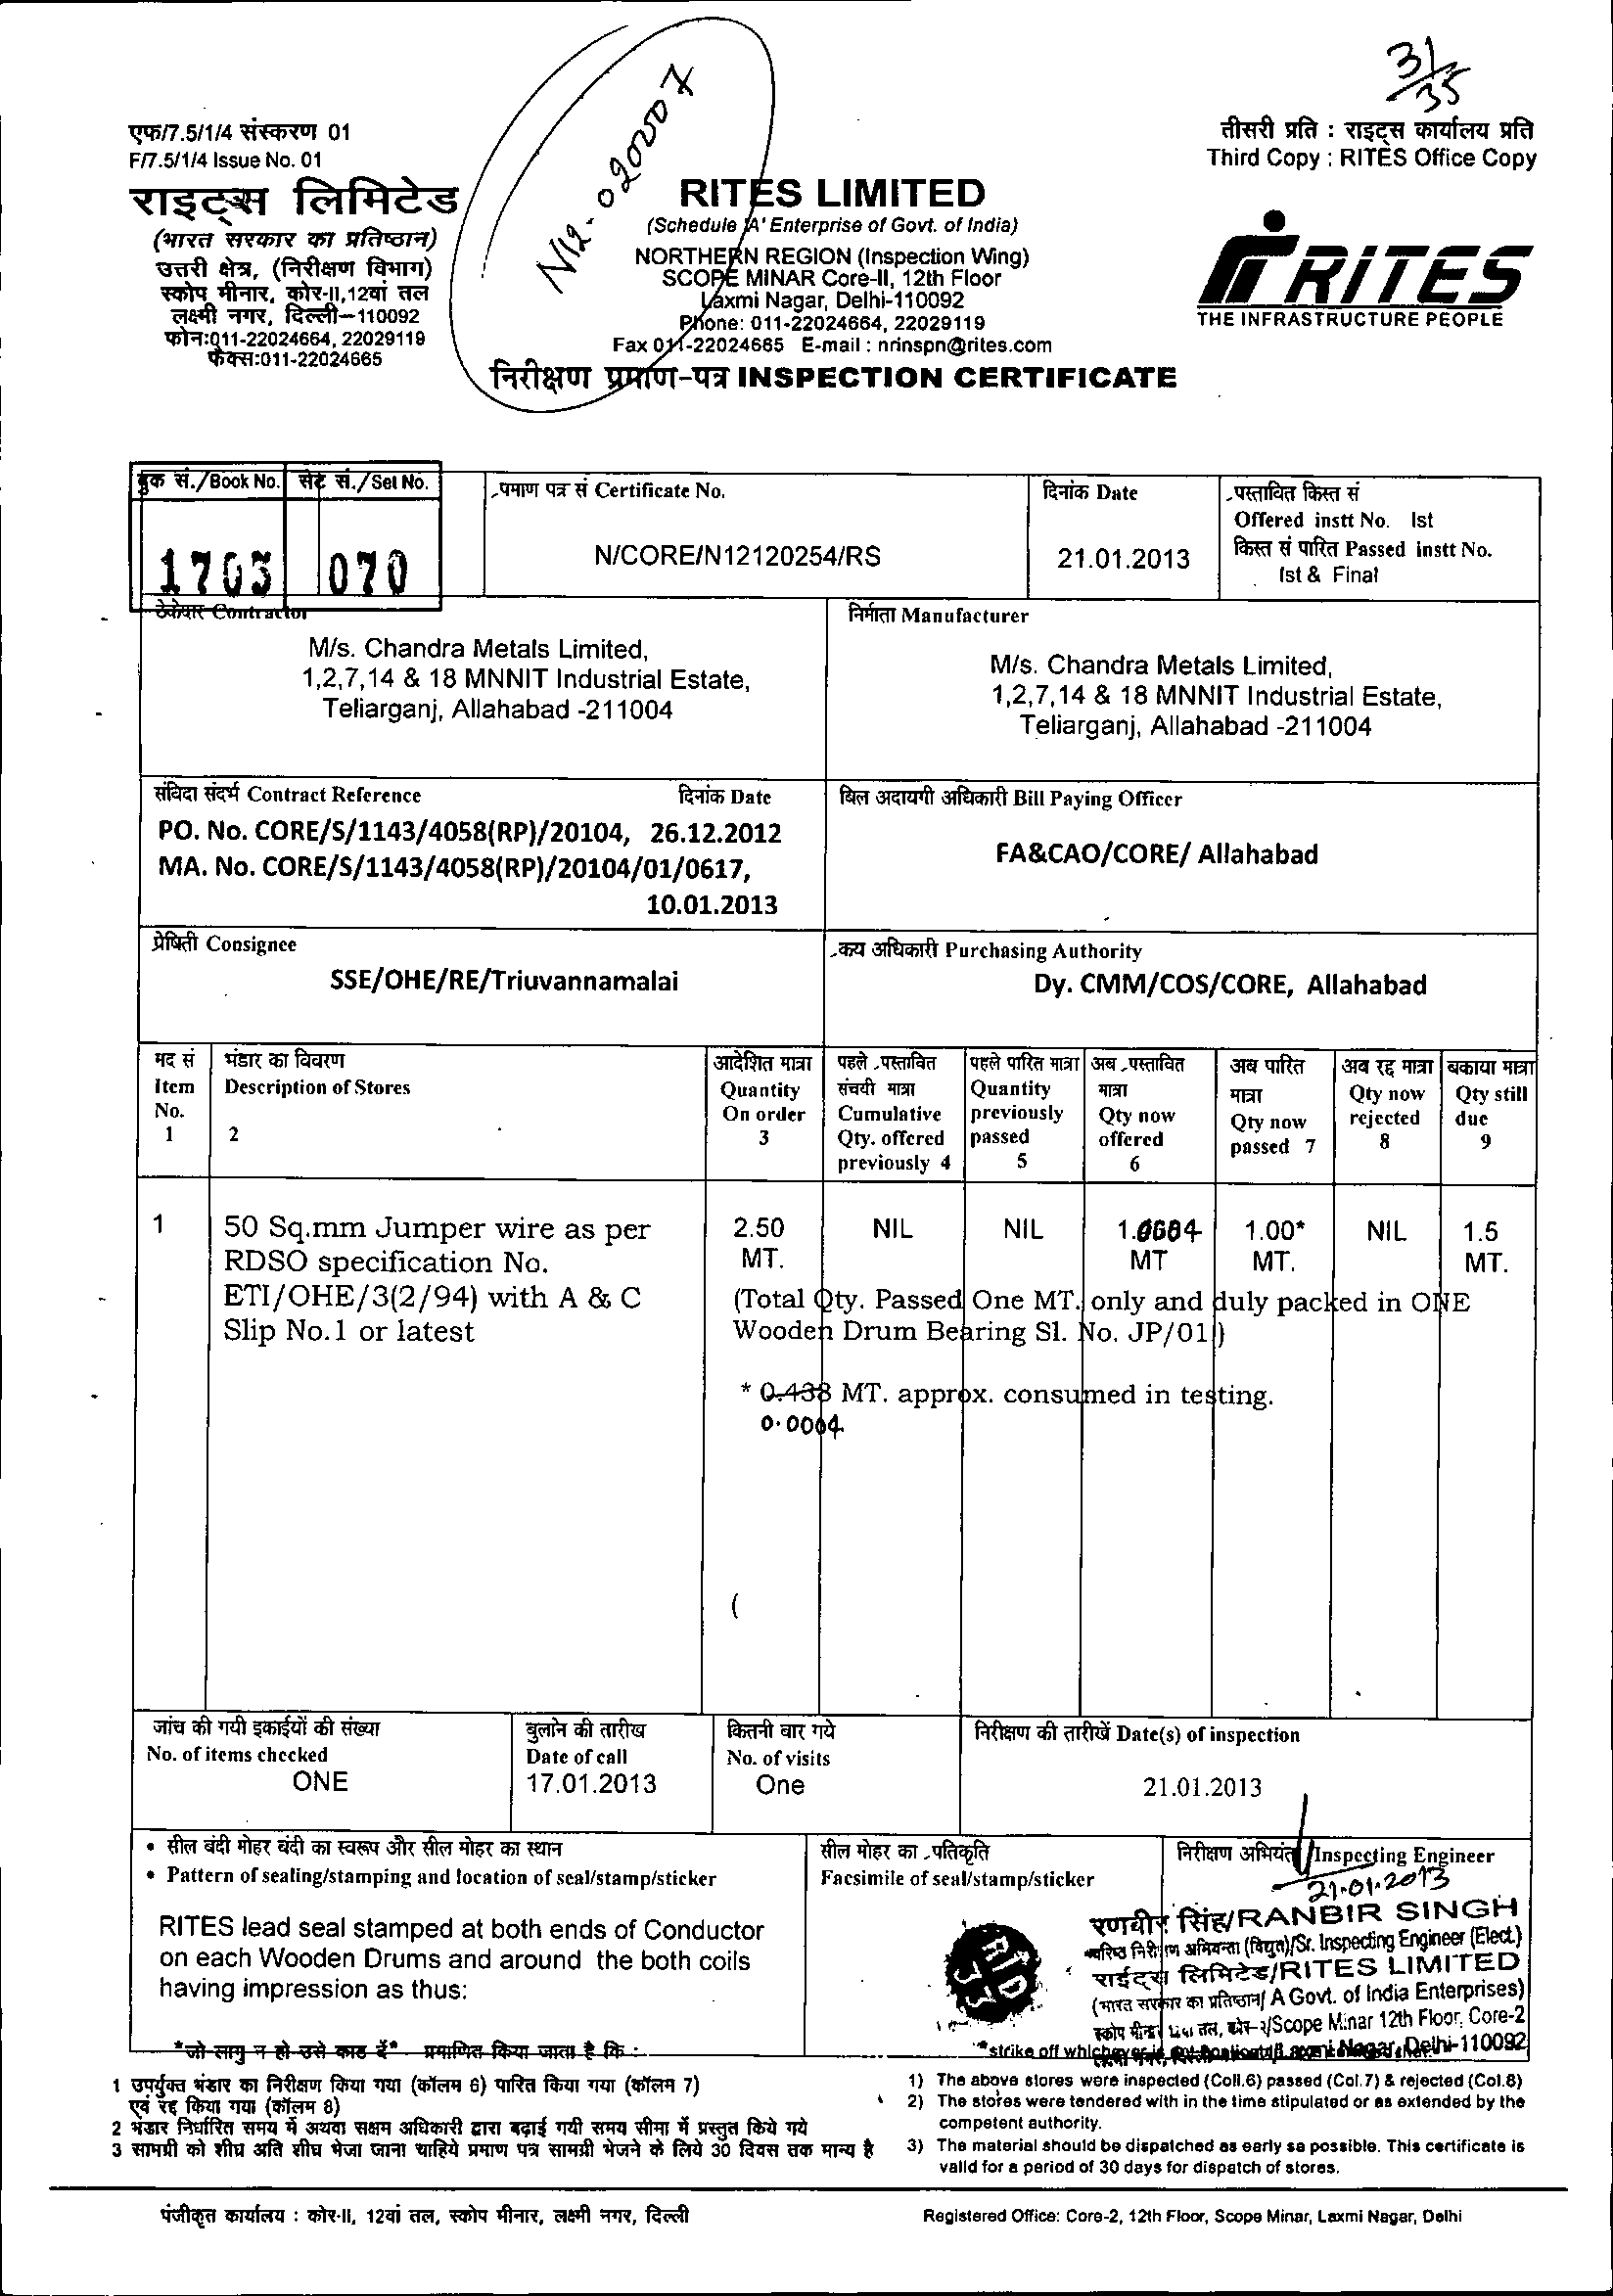 3/35
N12-0202007
एफ/7.5/1/4 संस्करण 01
F/7.5/1/4 Issue No. 01
राइट्स लिमिटेड
(भारत सरकार का प्रतिष्ठान)
उत्तरी क्षेत्र, (निरीक्षण विभाग)
स्कोप मीनार, कोर-II,12वां तल
लक्ष्मी नगर, दिल्ली–110092
फोन:011-22024664, 22029119
फैक्स:011-22024665
RITES LIMITED
(Schedule 'A' Enterprise of Govt. of India)
NORTHERN REGION (Inspection Wing)
SCOPE MINAR Core-II, 12th Floor
Laxmi Nagar, Delhi-110092
Phone: 011-22024664, 22029119
Fax 011-22024665 E-mail : nrinspn@rites.com
तीसरी प्रति : राइट्स कार्यालय प्रति
Third Copy : RITES Office Copy
RITES
THE INFRASTRUCTURE PEOPLE
निरीक्षण प्रमाण-पत्र INSPECTION CERTIFICATE
बुक सं./Book No. सेट सं./Set No.
1703 070
पमाण पत्र सं Certificate No.
N/CORE/N12120254/RS
दिनांक Date
21.01.2013
पस्तावित किस्त सं
Offered instt No. Ist
किस्त सं पारित Passed instt No.
Ist & Final
ठेकेदार Contractor
M/s. Chandra Metals Limited,
1,2,7,14 & 18 MNNIT Industrial Estate,
Teliarganj, Allahabad -211004
निर्माता Manufacturer
M/s. Chandra Metals Limited,
1,2,7,14 & 18 MNNIT Industrial Estate,
Teliarganj, Allahabad -211004
संविदा संदर्भ Contract Reference दिनांक Date
PO. No. CORE/S/1143/4058(RP)/20104, 26.12.2012
MA. No. CORE/S/1143/4058(RP)/20104/01/0617,
10.01.2013
बिल अदायगी अधिकारी Bill Paying Officer
FA&CAO/CORE/ Allahabad
प्रेषिती Consignee
SSE/OHE/RE/Triuvannamalai
कय अधिकारी Purchasing Authority
Dy. CMM/COS/CORE, Allahabad
मद सं
Item
No.
1
भंडार का विवरण
Description of Stores
2
आदेशित मात्रा
Quantity
On order
3
पहले पस्तावित
संचयी मात्रा
Cumulative
Qty. offered
previously 4
पहले पारित मात्रा
Quantity
previously
passed
5
अब पस्तावित
मात्रा
Qty now
offered
6
अब पारित
मात्रा
Qty now
passed 7
अब रद्द मात्रा
Qty now
rejected
8
बकाया मात्रा
Qty still
due
9
1 50 Sq.mm Jumper wire as per 2.50 NIL NIL 1.0004 1.00* NIL 1.5
RDSO specification No. MT. MT MT. MT.
ETI/OHE/3(2/94) with A & C (Total Qty. Passed One MT. only and duly packed in ONE
Slip No.1 or latest Wooden Drum Bearing Sl. No. JP/01)
* 0.438 MT. approx. consumed in testing.
0.0004
(
जांच की गयी इकाईयों की संख्या
No. of items checked
ONE
बुलाने की तारीख
Date of call
17.01.2013
कितनी बार गये
No. of visits
One
निरीक्षण की तारीखें Date(s) of inspection
21.01.2013
• सील बंदी मोहर बंदी का स्वरूप और सील मोहर का स्थान
• Pattern of sealing/stamping and location of seal/stamp/sticker
RITES lead seal stamped at both ends of Conductor
on each Wooden Drums and around the both coils
having impression as thus:
सील मोहर का पतिकृति
Facsimile of seal/stamp/sticker
निरीक्षण अभियंता/Inspecting Engineer
21.01.2013
रणबीर सिंह/RANBIR SINGH
वरिष्ठ निरीक्षण अभियन्ता (विद्युत)/Sr. Inspecting Engineer (Elect.)
राईट्स लिमिटेड/RITES LIMITED
(भारत सरकार का प्रतिष्ठान/ A Govt. of India Enterprises)
/Scope Minar 12th Floor, Core-2
Laxmi Nagar, Delhi-110092
*जो लागु न हो उसे काट दें* प्रमाणित किया जाता है कि :
*strike off whichever is not
1 उपर्युक्त भंडार का निरीक्षण किया गया (कॉलम 6) पारित किया गया (कॉलम 7)
एवं रद्द किया गया (कॉलम 8)
2 भंडार निर्धारित समय में अथवा सक्षम अधिकारी द्वारा बढ़ाई गयी समय सीमा में प्रस्तुत किये गये
3 सामग्री को शीघ्र अति शीघ्र भेजा जाना चाहिये प्रमाण पत्र सामग्री भेजने के लिये 30 दिवस तक मान्य है
1) The above stores were inspected (Coll.6) passed (Col.7) & rejected (Col.8)
2) The stores were tendered with in the time stipulated or as extended by the
competent authority.
3) The material should be dispatched as early sa possible. This certificate is
valid for a period of 30 days for dispatch of stores.
पंजीकृत कार्यालय : कोर-II, 12वां तल, स्कोप मीनार, लक्ष्मी नगर, दिल्ली
Registered Office: Core-2, 12th Floor, Scope Minar, Laxmi Nagar, Delhi